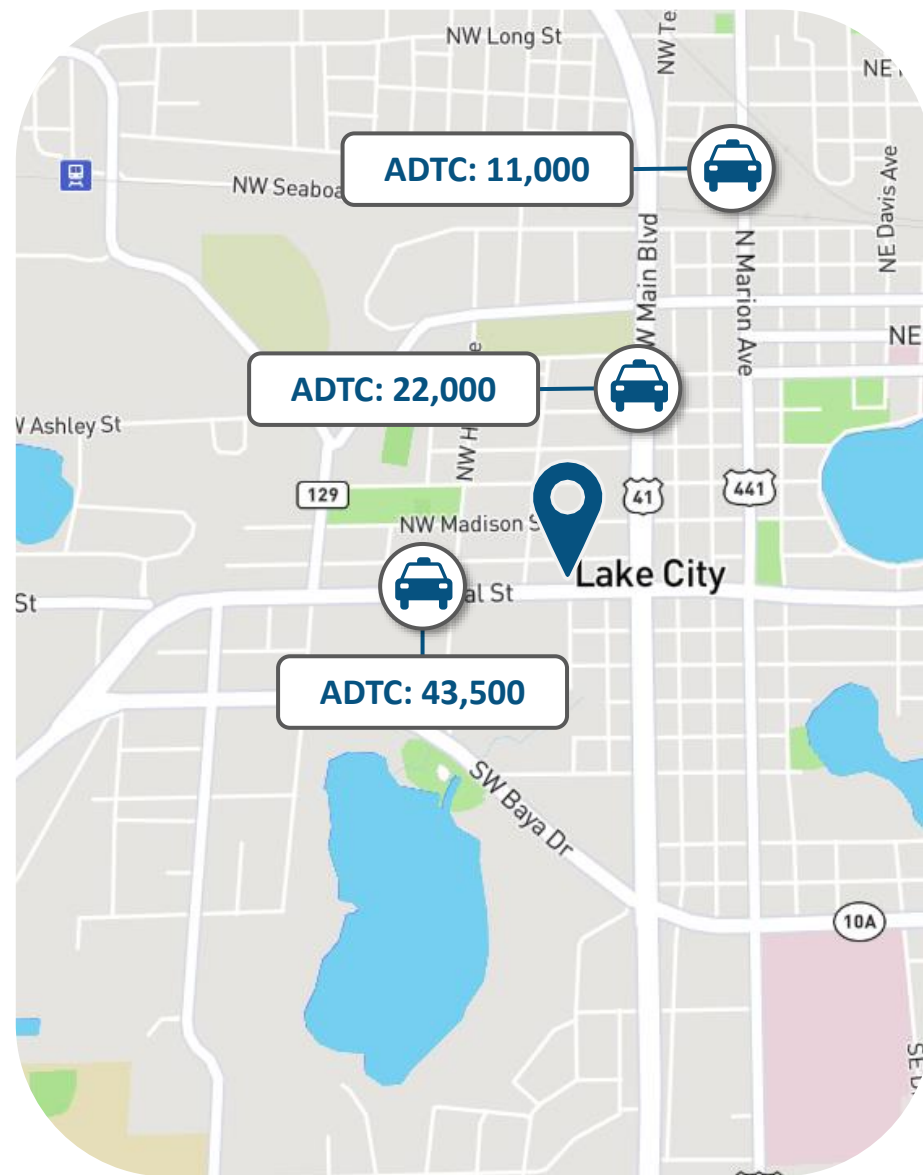 NW Long St
NW Te
NE
ADTC: 11,000
NW Seaboa
NE Davis Ave
W Main Blvd
N Marion Ave
NE
ADTC: 22,000
W Ashley St
NW H
e
129
41
441
NW Madison S
Lake City
St
al St
ADTC: 43,500
SW Baya Dr
10A
SE